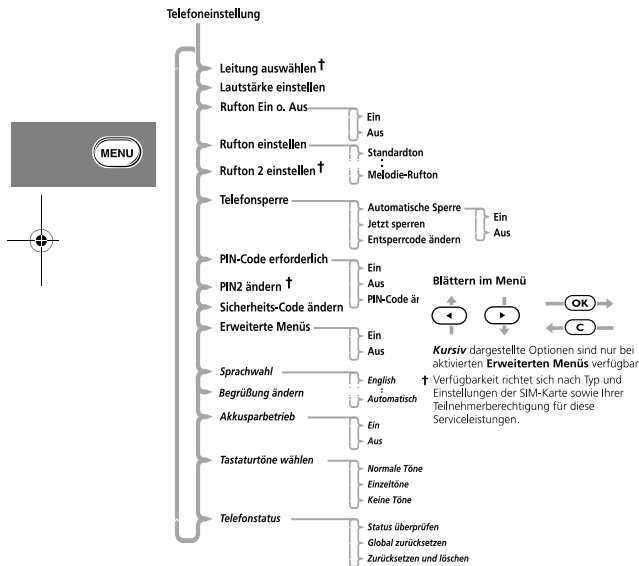 Telefoneinstellung
Leitung auswählen †
Lautstärke einstellen
Rufton Ein o. Aus
Ein
Aus
Rufton einstellen
Standardton
Melodie-Rufton
Rufton 2 einstellen †
Telefonsperre
Automatische Sperre
Ein
Aus
Jetzt sperren
Entsperrcode ändern
PIN-Code erforderlich
Ein
Aus
PIN-Code är
PIN2 ändern †
Sicherheits-Code ändern
Erweiterte Menüs
Ein
Aus
Sprachwahl
English
Automatisch
Begrüßung ändern
Akkusparbetrieb
Ein
Aus
Tastaturtöne wählen
Normale Töne
Einzeltöne
Keine Töne
Telefonstatus
Status überprüfen
Global zurücksetzen
Zurücksetzen und löschen
MENU
Blättern im Menü
OK
C
Kursiv dargestellte Optionen sind nur bei
aktivierten Erweiterten Menüs verfügbar
† Verfügbarkeit richtet sich nach Typ und
Einstellungen der SIM-Karte sowie Ihrer
Teilnehmerberechtigung für diese
Serviceleistungen.